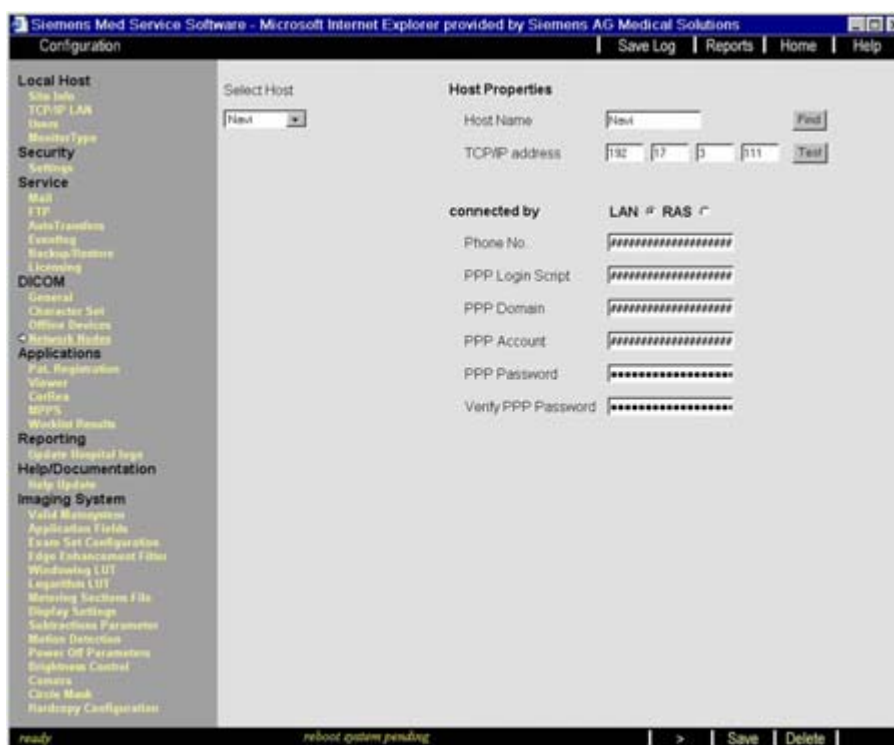 Siemens Med Service Software - Microsoft Internet Explorer provided by Siemens AG Medical Solutions
Configuration | Save Log | Reports | Home | Help
Local Host
Site Info
TCP/IP LAN
Users
MonitorType
Security
Settings
Service
Mail
FTP
AutoTransfers
Eventlog
Backup/Restore
Licensing
DICOM
General
Character Set
Offline Devices
Network Nodes
Applications
Pat. Registration
Viewer
CorRea
MPPS
Worklist Results
Reporting
Update Hospital logo
Help/Documentation
Help Update
Imaging System
Application Fields
Exam Set Configuration
Edge Enhancement Filter
Windowing LUT
Logarithm LUT
Metering Sections File
Display Settings
Subtractions Parameter
Motion Detection
Power Off Parameters
Brightness Control
Camera
Circle Mask
Hardcopy Configuration
Select Host
Navi
Host Properties
Host Name Navi Find
TCP/IP address 192 17 3 111 Test
connected by LAN RAS
Phone No. ####################
PPP Login Script ####################
PPP Domain ####################
PPP Account ####################
PPP Password
Verify PPP Password
ready reboot system pending | > | Save | Delete |